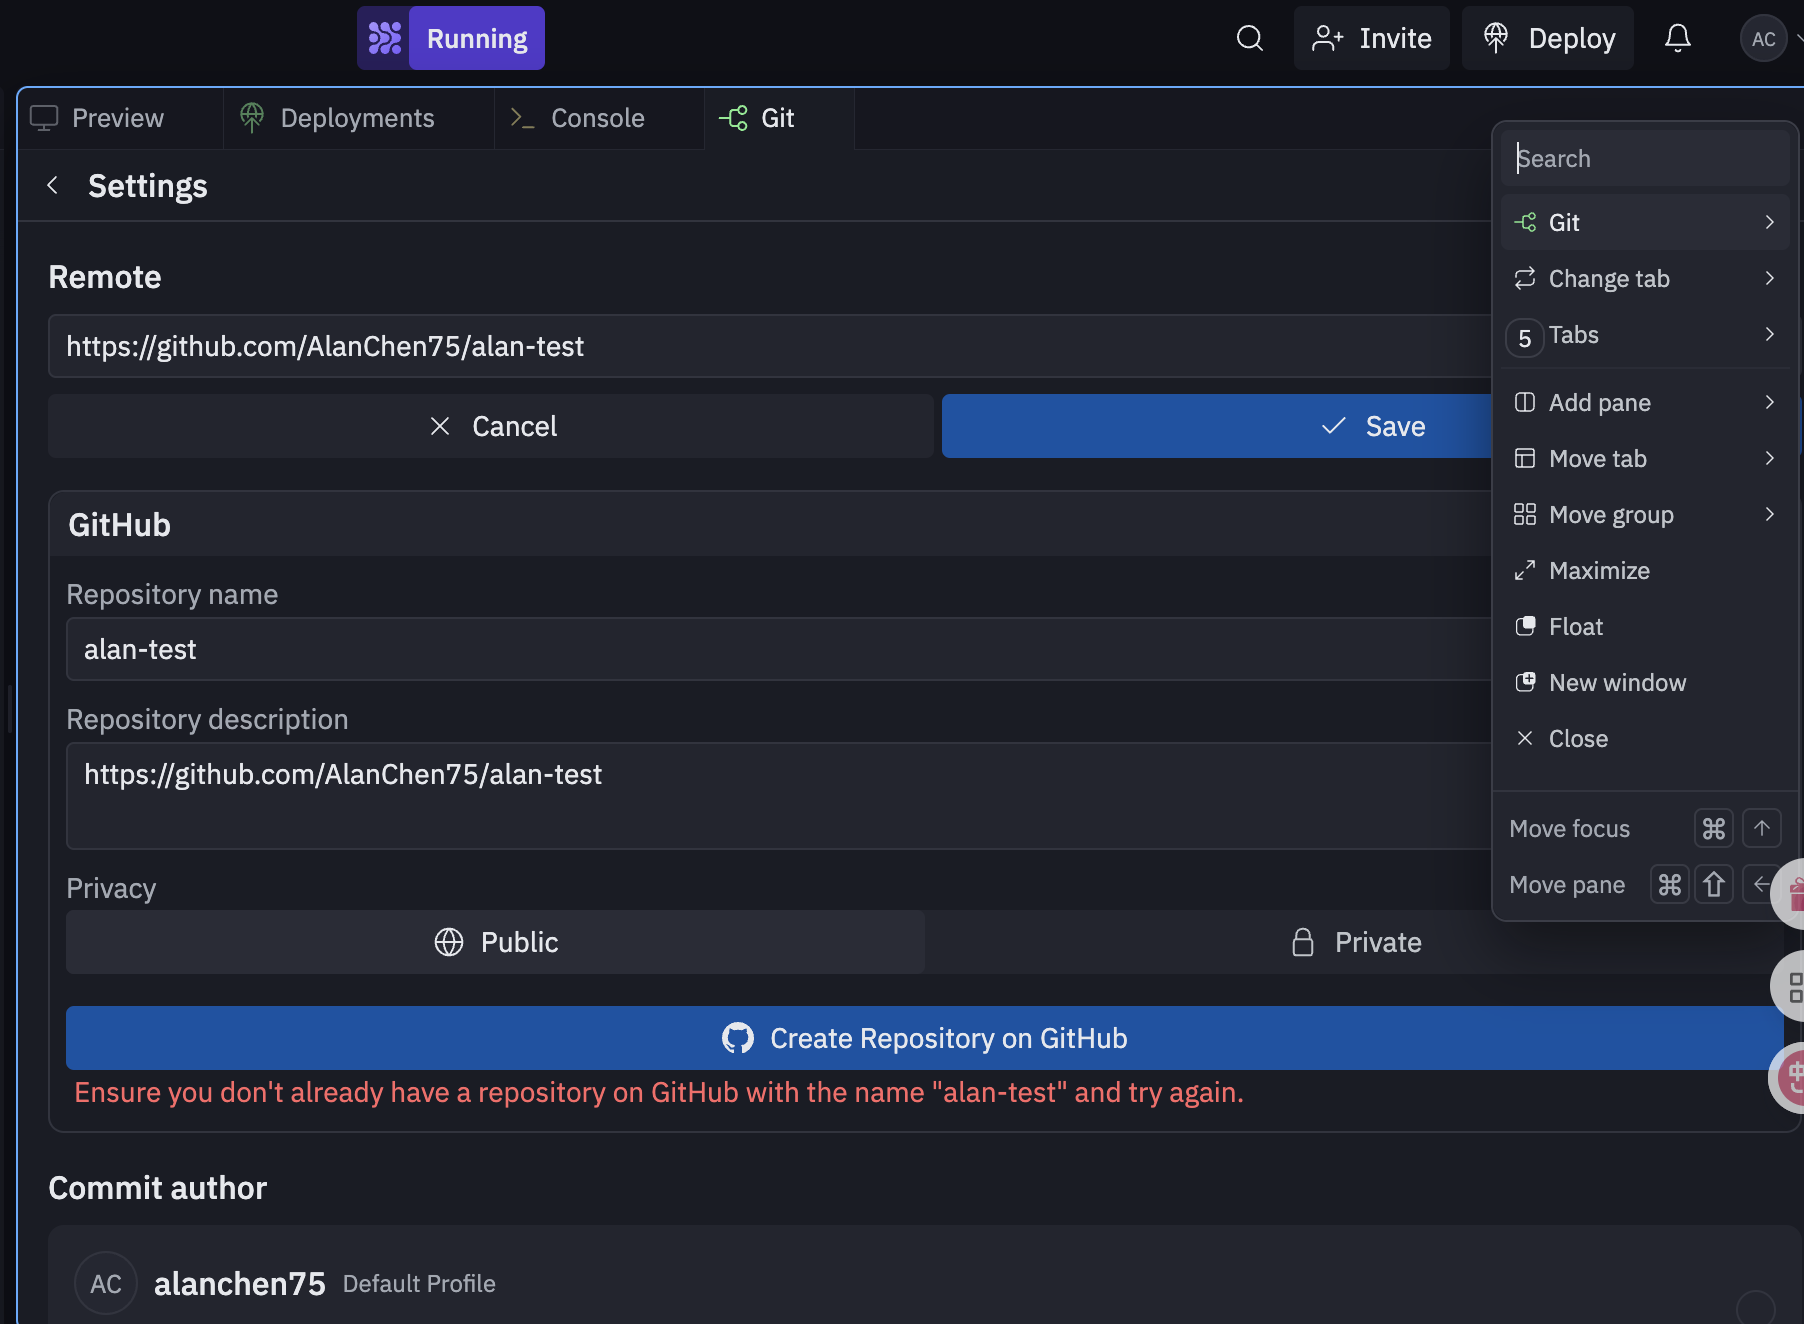 Running
Invite
Deploy
AC
Preview
Deployments
Console
Git
Settings
Remote
https://github.com/AlanChen75/alan-test
Cancel
Save
GitHub
Repository name
alan-test
Repository description
https://github.com/AlanChen75/alan-test
Privacy
Public
Private
Create Repository on GitHub
Ensure you don't already have a repository on GitHub with the name "alan-test" and try again.
Commit author
AC
alanchen75 Default Profile
Search
Git
Change tab
5 Tabs
Add pane
Move tab
Move group
Maximize
Float
New window
Close
Move focus ⌘ ↑
Move pane ⌘ ⇧ ←